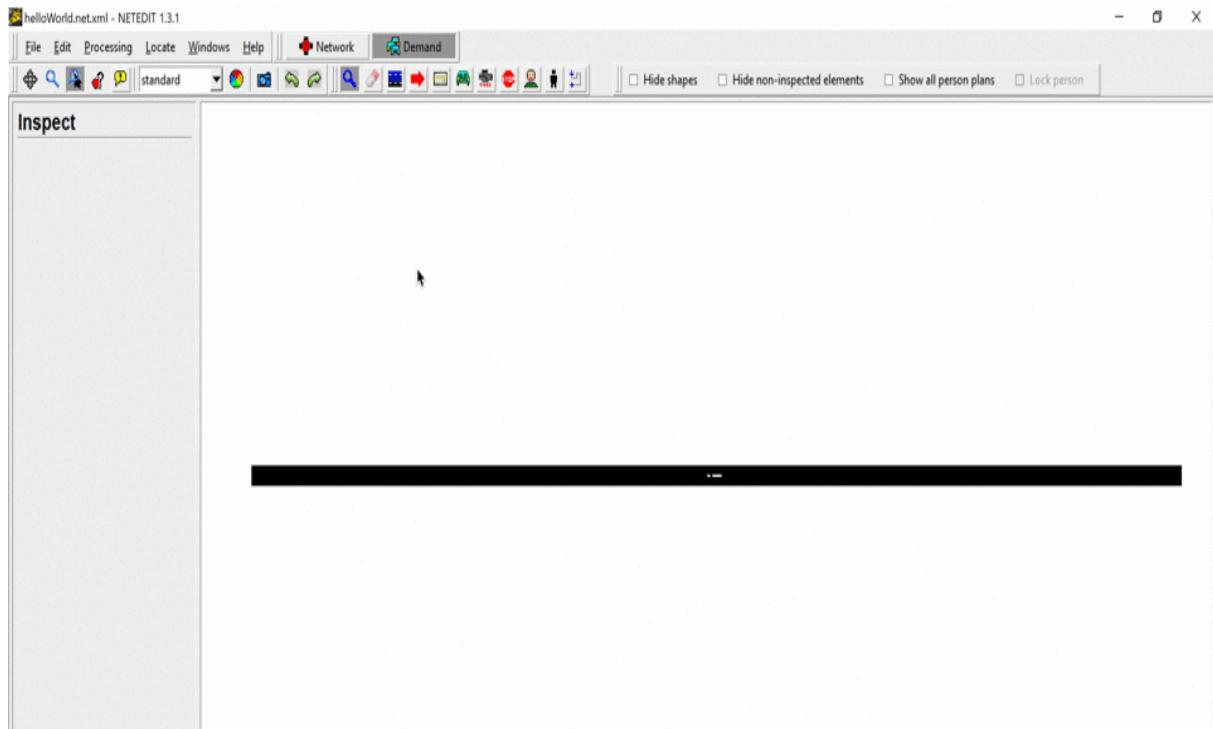 helloWorld.net.xml - NETEDIT 1.3.1
File Edit Processing Locate Windows Help Network Demand
standard Hide shapes Hide non-inspected elements Show all person plans Lock person
Inspect